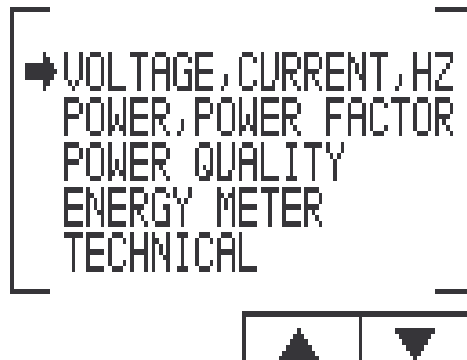 VOLTAGE,CURRENT,HZ
POWER,POWER FACTOR
POWER QUALITY
ENERGY METER
TECHNICAL